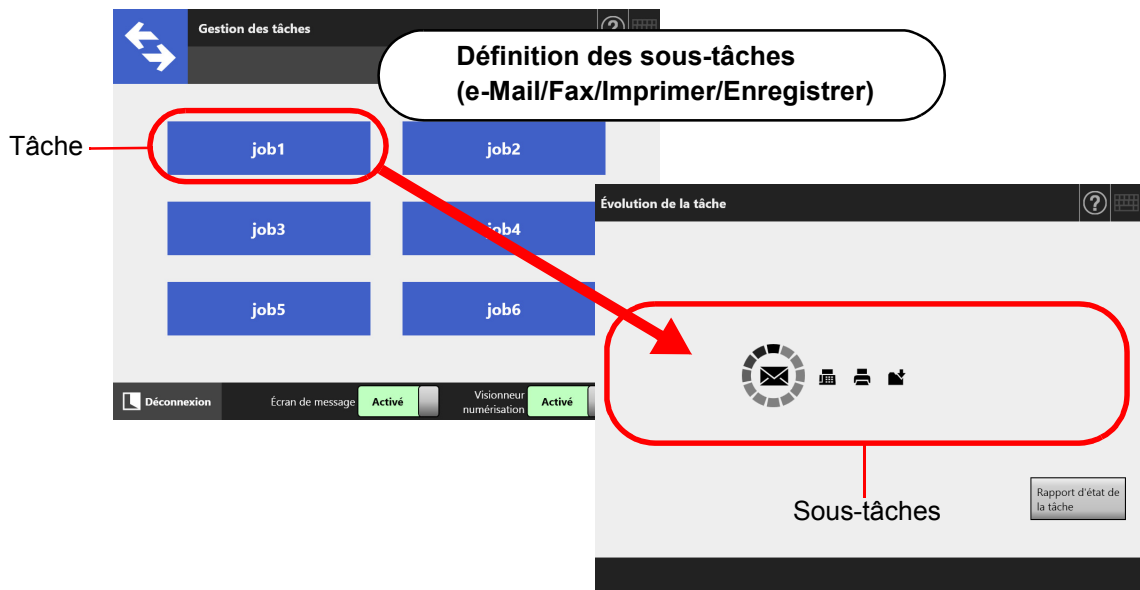 Gestion des tâches
Définition des sous-tâches
(e-Mail/Fax/Imprimer/Enregistrer)
Tâche
job1
job2
job3
job4
job5
job6
Déconnexion
Écran de message
Activé
Visionneur
numérisation
Activé
Évolution de la tâche
?
Sous-tâches
Rapport d'état de
la tâche